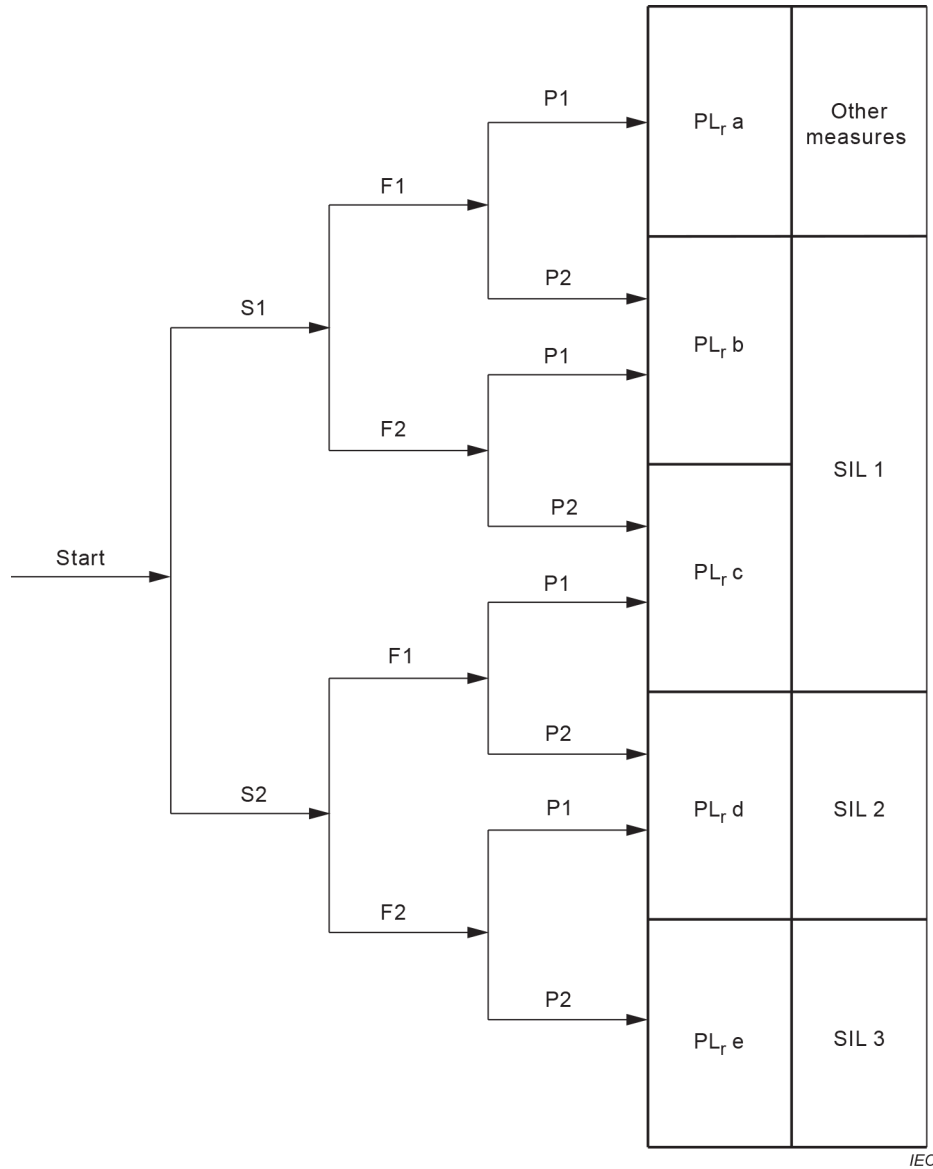 P1
PLr a
Other
measures
F1
P2
S1
PLr b
P1
F2
SIL 1
P2
Start
PLr c
P1
F1
P2
S2
P1
PLr d
SIL 2
F2
P2
PLr e
SIL 3
IEC